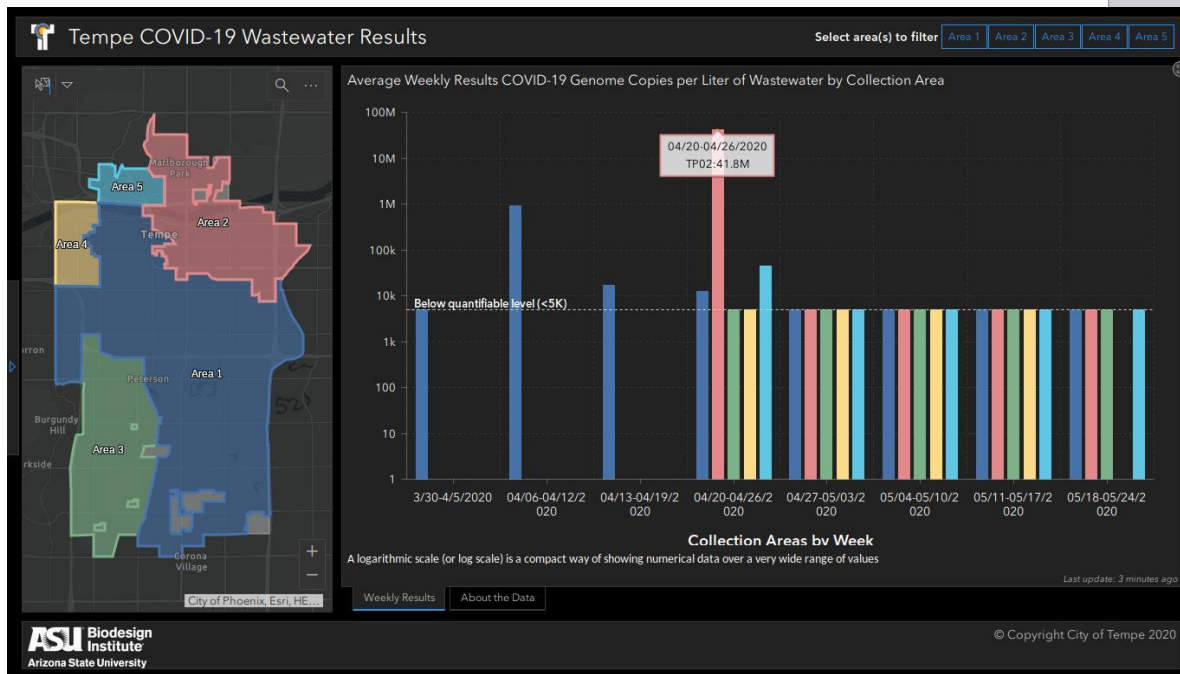 Tempe COVID-19 Wastewater Results
Select area(s) to filter
Area 1
Area 2
Area 3
Area 4
Area 5
Marlborough
Park
Area 5
Area 2
Tempe
Area 4
Area 1
Peterson
Burgundy
Hill
Area 3
rkside
Corona
Village
+
−
City of Phoenix, Esri, HE...
Average Weekly Results COVID-19 Genome Copies per Liter of Wastewater by Collection Area
100M
10M
1M
100k
10k
1k
100
10
1
04/20-04/26/2020
TP02:41.8M
Below quantifiable level (<5K)
3/30-4/5/2020
04/06-04/12/2
020
04/13-04/19/2
020
04/20-04/26/2
020
04/27-05/03/2
020
05/04-05/10/2
020
05/11-05/17/2
020
05/18-05/24/2
020
Collection Areas by Week
A logarithmic scale (or log scale) is a compact way of showing numerical data over a very wide range of values
Last update: 3 minutes ago
Weekly Results
About the Data
ASU Biodesign
Institute
Arizona State University
© Copyright City of Tempe 2020